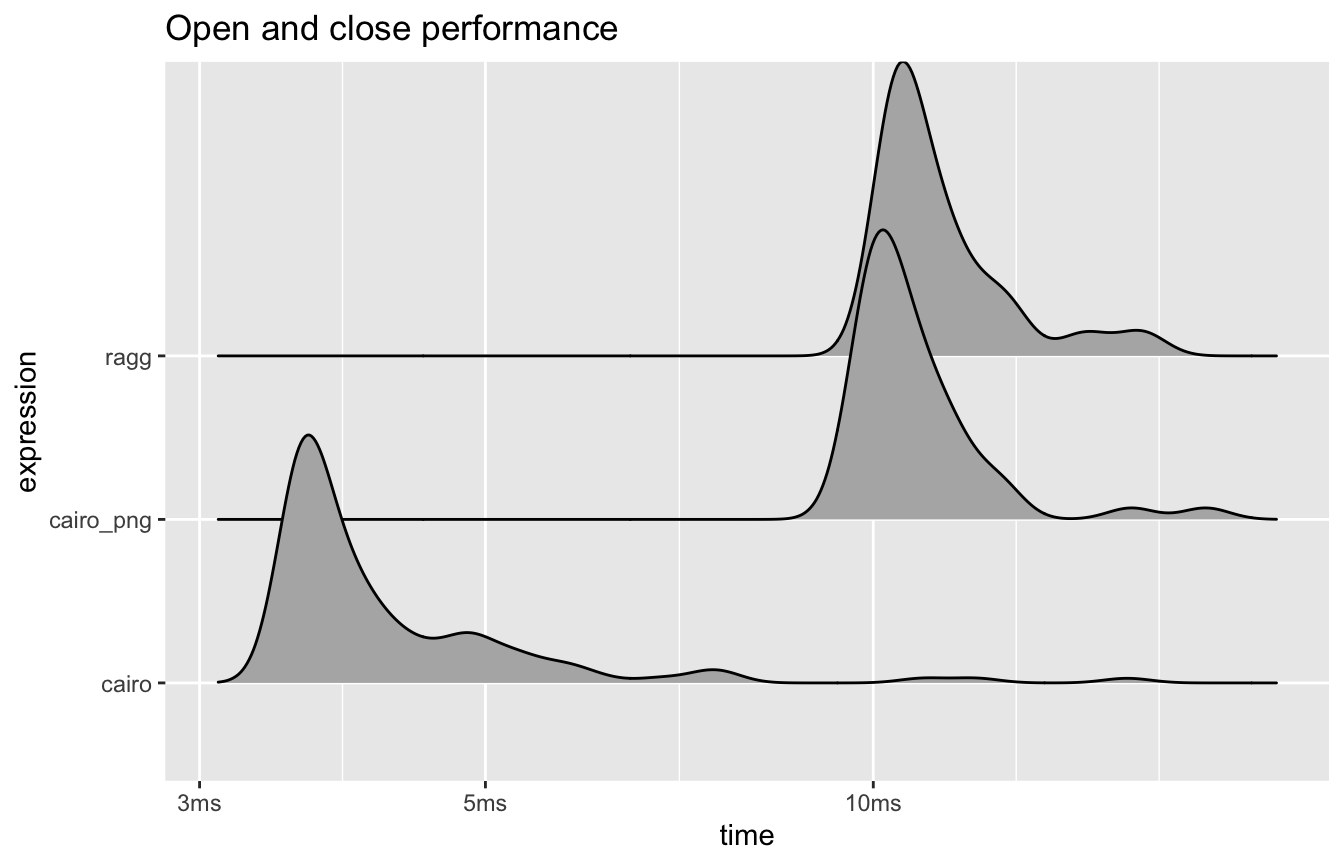 Open and close performance
expression
ragg
cairo_png
cairo
3ms 5ms 10ms
time